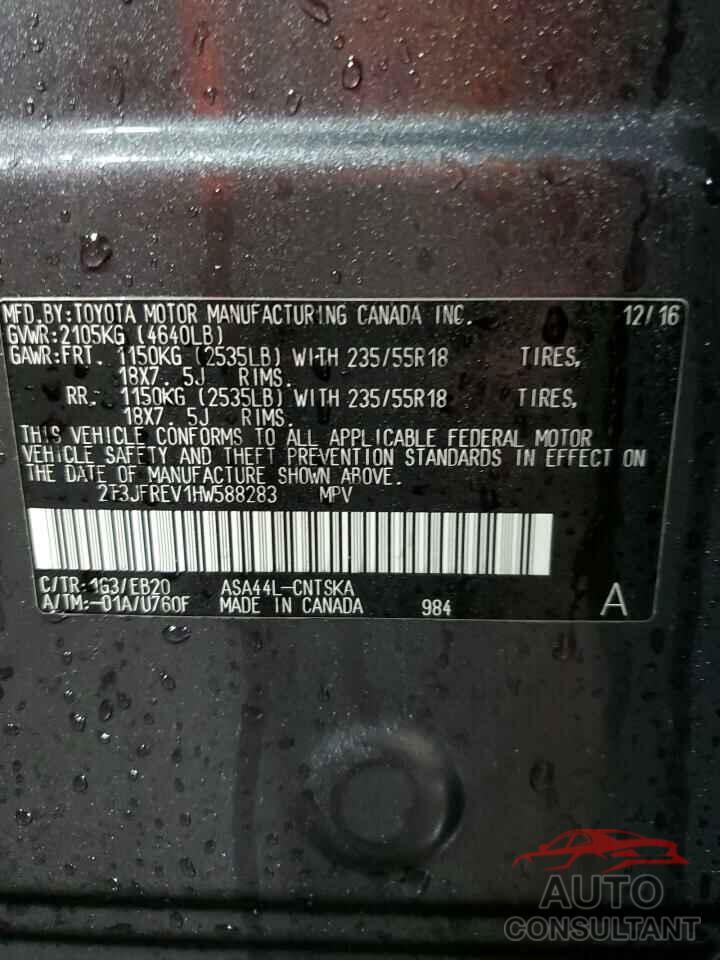 MFD.BY:TOYOTA MOTOR MANUFACTURING CANADA INC. 12/16
GVWR:2105KG (4640LB)
GAWR:FRT. 1150KG (2535LB) WITH 235/55R18 TIRES,
18X7. 5J RIMS.
RR. 1150KG (2535LB) WITH 235/55R18 TIRES,
18X7. 5J RIMS.
THIS VEHICLE CONFORMS TO ALL APPLICABLE FEDERAL MOTOR
VEHICLE SAFETY AND THEFT PREVENTION STANDARDS IN EFFECT ON
THE DATE OF MANUFACTURE SHOWN ABOVE.
2T3JFREV1HW588283 MPV
C/TR:1G3/EB20 ASA44L-CNTSKA
A/TM:-01A/U760F MADE IN CANADA 984 A
AUTO
CONSULTANT